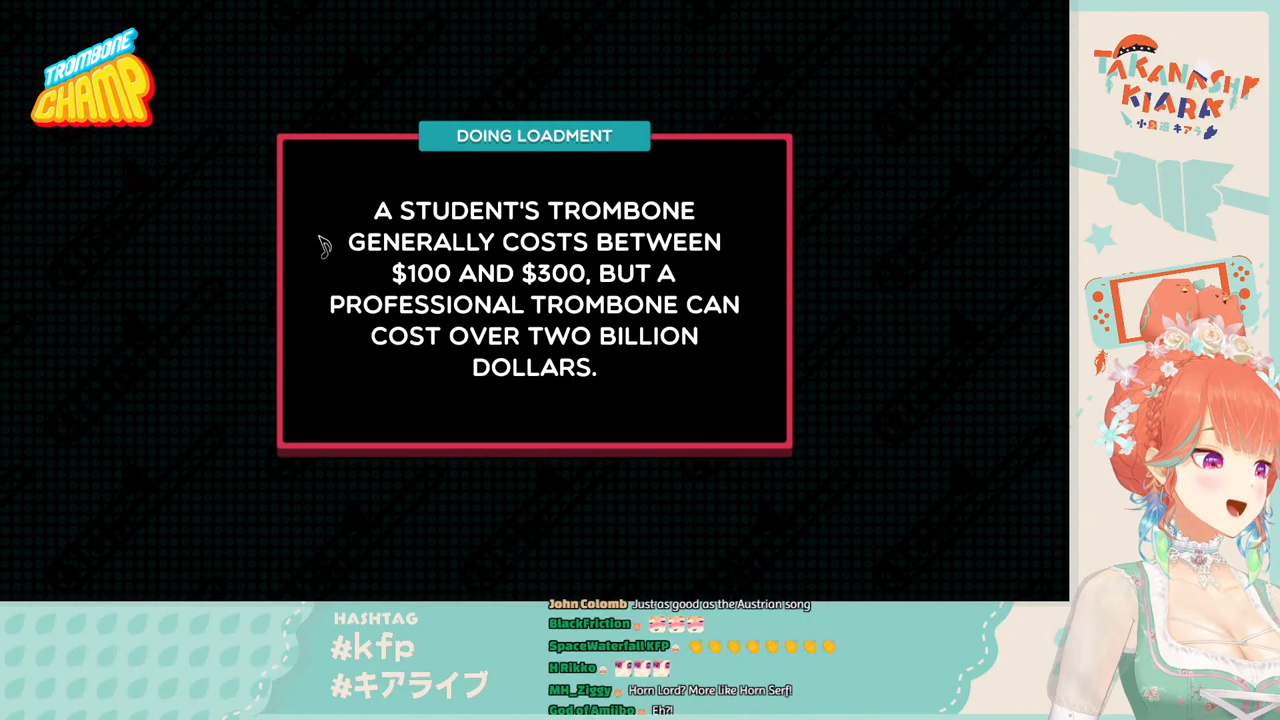 TROMBONE
CHAMP
DOING LOADMENT
A STUDENT'S TROMBONE
GENERALLY COSTS BETWEEN
$100 AND $300, BUT A
PROFESSIONAL TROMBONE CAN
COST OVER TWO BILLION
DOLLARS.
TAKANASHI
KIARA
小鳥遊キアラ
HASHTAG
#kfp
#キアライブ
John Colomb Just as good as the Austrian song
BlackFriction
SpaceWaterfall KFP
H Rikko
MH_Ziggy Horn Lord? More like Horn Serf!
God of Amiibo Eh?!